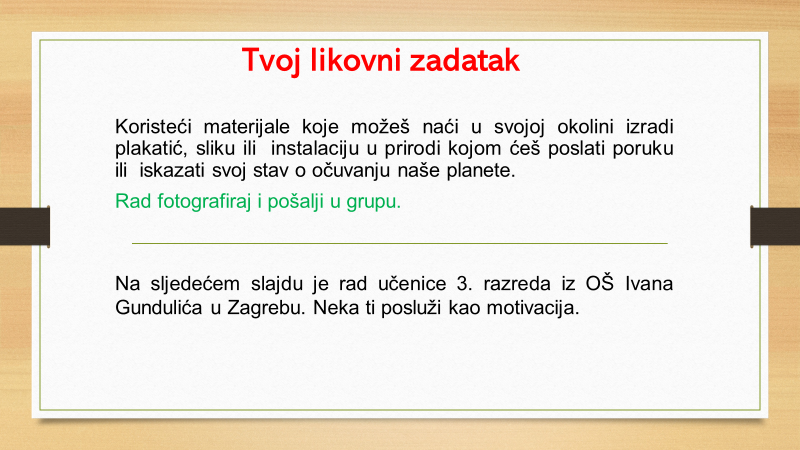 Tvoj likovni zadatak
Koristeći materijale koje možeš naći u svojoj okolini izradi
plakatić, sliku ili instalaciju u prirodi kojom ćeš poslati poruku
ili iskazati svoj stav o očuvanju naše planete.
Rad fotografiraj i pošalji u grupu.
Na sljedećem slajdu je rad učenice 3. razreda iz OŠ Ivana
Gundulića u Zagrebu. Neka ti posluži kao motivacija.